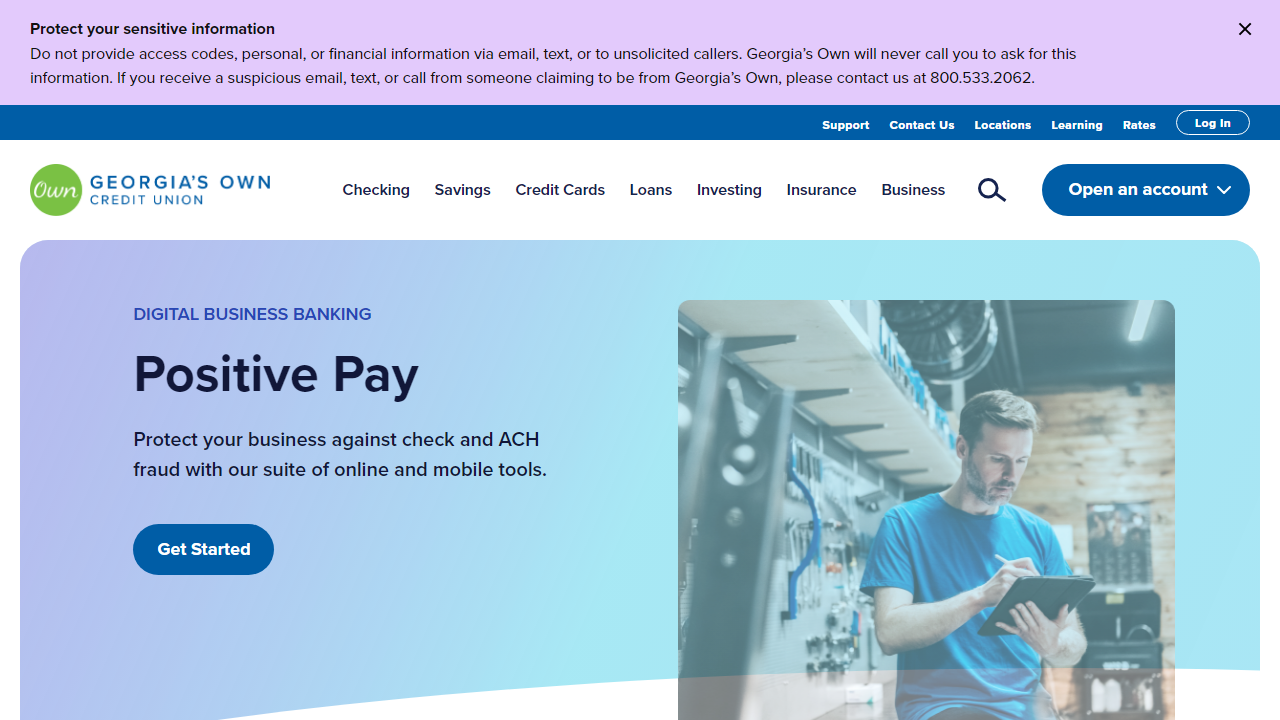 Protect your sensitive information
Do not provide access codes, personal, or financial information via email, text, or to unsolicited callers. Georgia’s Own will never call you to ask for this
information. If you receive a suspicious email, text, or call from someone claiming to be from Georgia’s Own, please contact us at 800.533.2062.
Support Contact Us Locations Learning Rates Log In
Own GEORGIA’S OWN
CREDIT UNION
Checking Savings Credit Cards Loans Investing Insurance Business Open an account
DIGITAL BUSINESS BANKING
Positive Pay
Protect your business against check and ACH
fraud with our suite of online and mobile tools.
Get Started